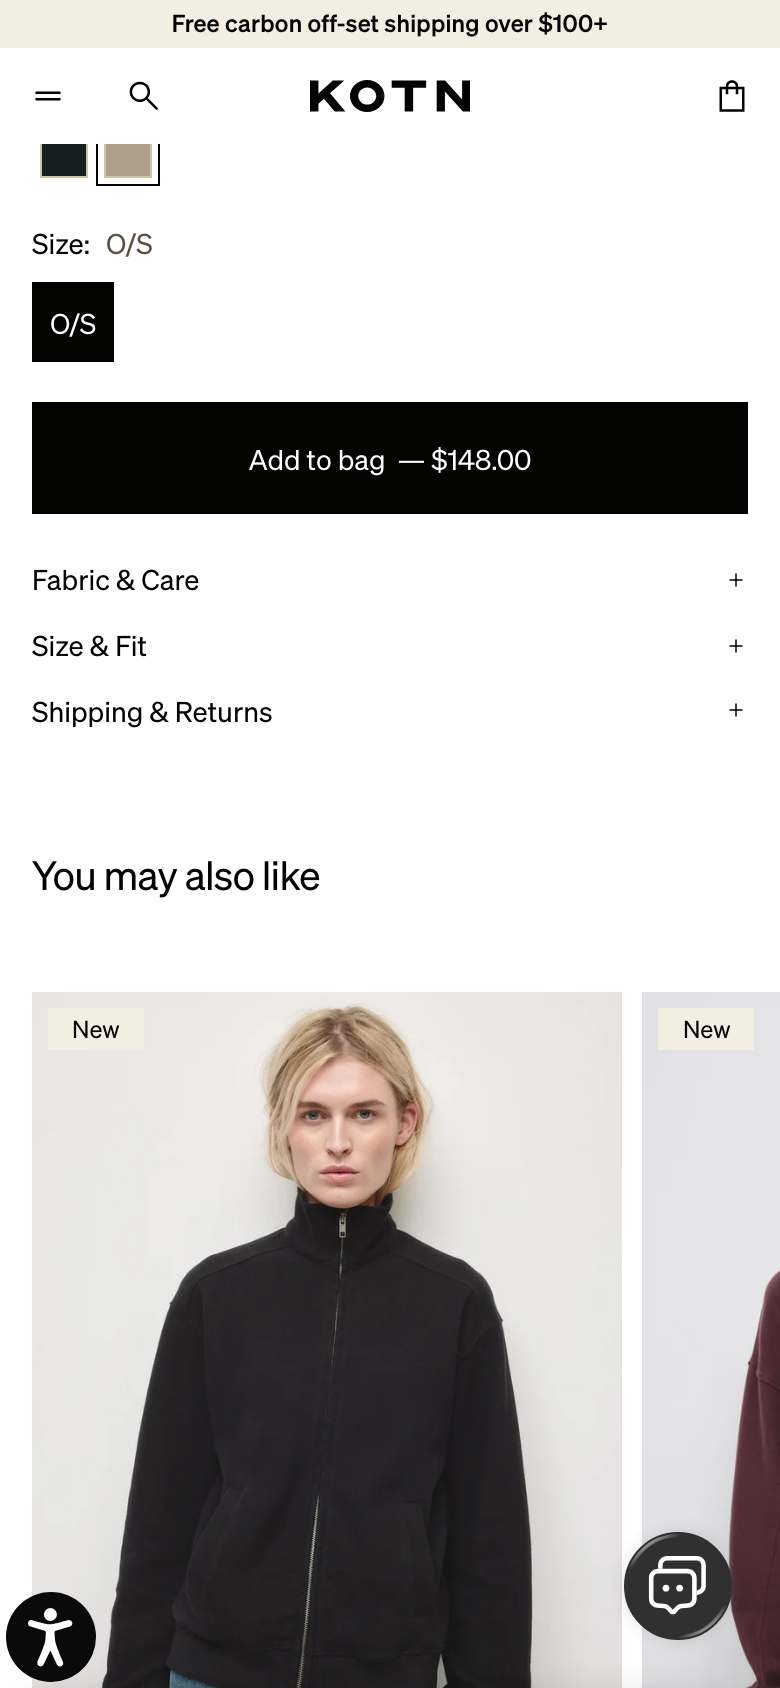 Free carbon off-set shipping over $100+
KOTN
Size: O/S
O/S
Add to bag — $148.00
Fabric & Care
Size & Fit
Shipping & Returns
You may also like
New
New